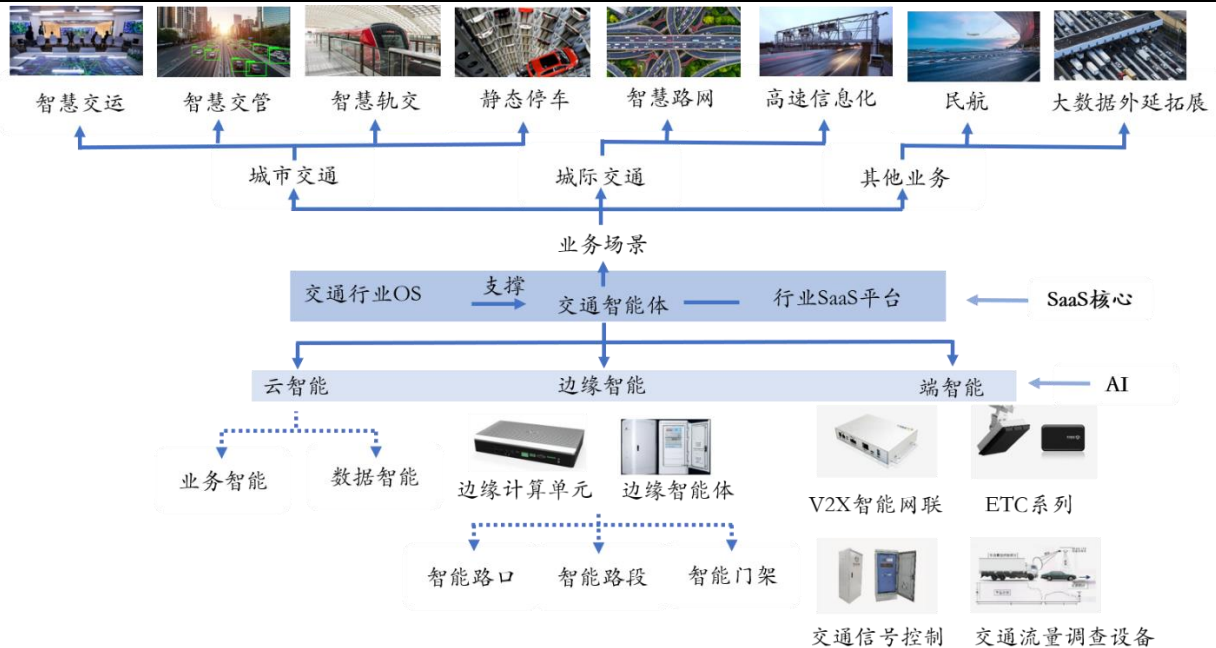 智慧交运
智慧交管
智慧轨交
静态停车
智慧路网
高速信息化
民航
大数据外延拓展
城市交通
城际交通
其他业务
业务场景
交通行业OS
支撑
交通智能体
行业SaaS平台
SaaS核心
云智能
边缘智能
端智能
AI
业务智能
数据智能
边缘计算单元
边缘智能体
V2X智能网联
ETC系列
智能路口
智能路段
智能门架
交通信号控制
交通流量调查设备